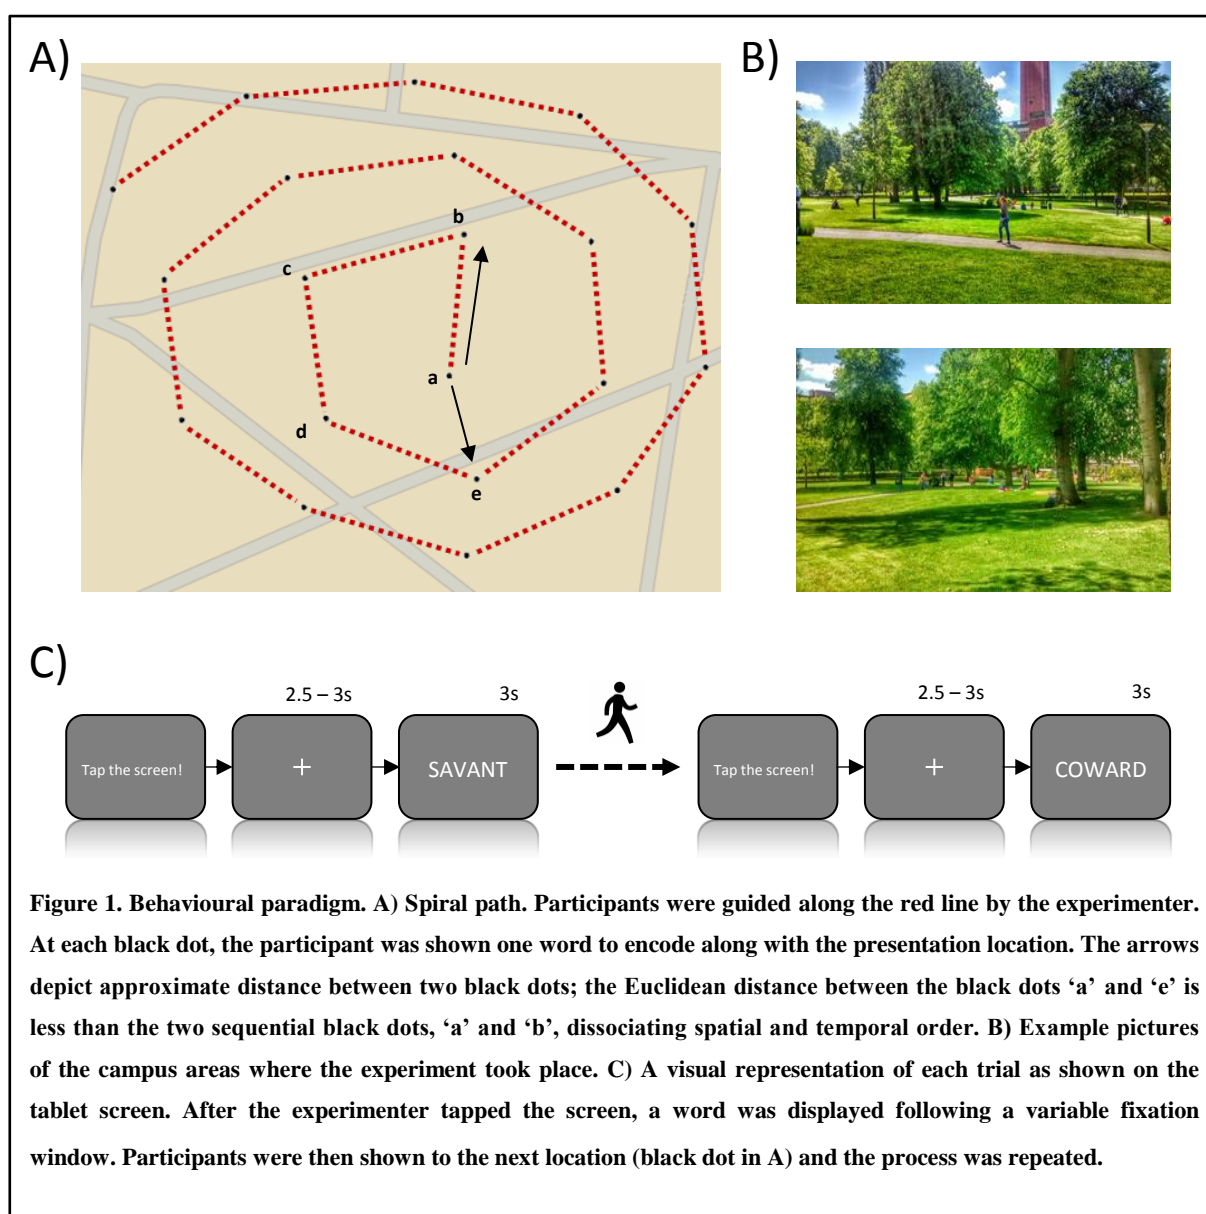 A)
B)
b
c
a
d
e
C)
2.5 – 3s
3s
2.5 – 3s
3s
Tap the screen!
+
SAVANT
Tap the screen!
+
COWARD
Figure 1. Behavioural paradigm. A) Spiral path. Participants were guided along the red line by the experimenter.
At each black dot, the participant was shown one word to encode along with the presentation location. The arrows
depict approximate distance between two black dots; the Euclidean distance between the black dots ‘a’ and ‘e’ is
less than the two sequential black dots, ‘a’ and ‘b’, dissociating spatial and temporal order. B) Example pictures
of the campus areas where the experiment took place. C) A visual representation of each trial as shown on the
tablet screen. After the experimenter tapped the screen, a word was displayed following a variable fixation
window. Participants were then shown to the next location (black dot in A) and the process was repeated.